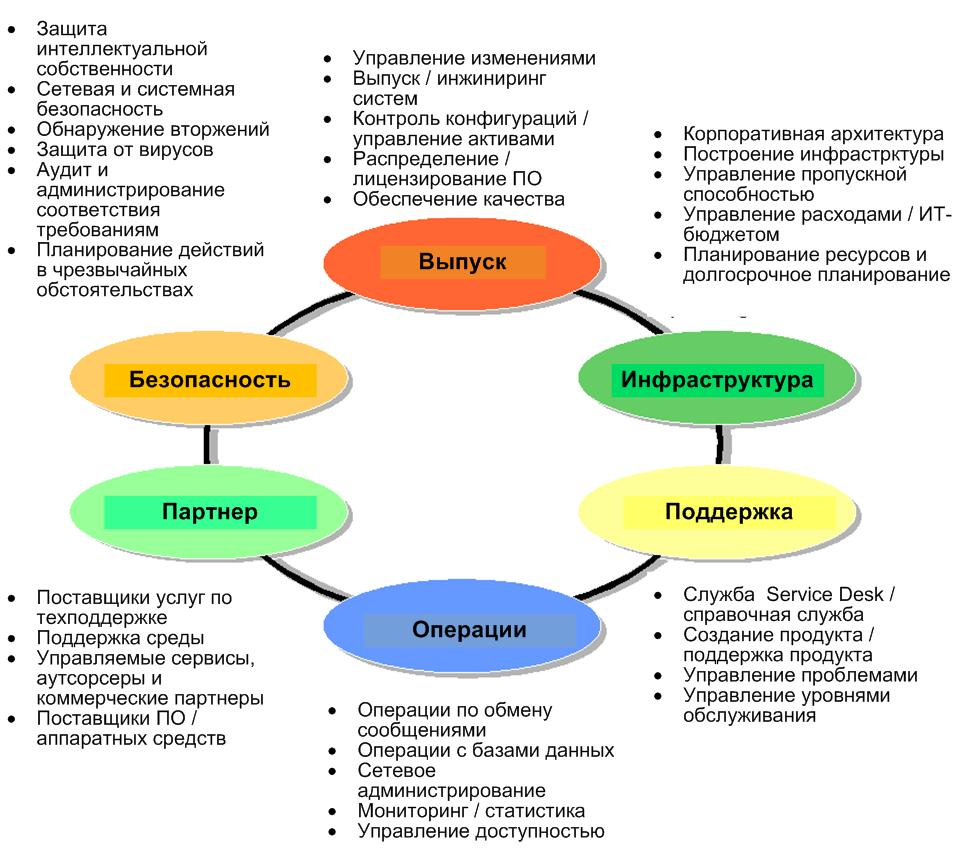 • Защита
интеллектуальной
собственности
• Сетевая и системная
безопасность
• Обнаружение вторжений
• Защита от вирусов
• Аудит и
администрирование
соответствия
требованиям
• Планирование действий
в чрезвычайных
обстоятельствах
• Управление изменениями
• Выпуск / инжиниринг
систем
• Контроль конфигураций /
управление активами
• Распределение /
лицензирование ПО
• Обеспечение качества
• Корпоративная архитектура
• Построение инфрастрктуры
• Управление пропускной
способностью
• Управление расходами / ИТ-
бюджетом
• Планирование ресурсов и
долгосрочное планирование
Выпуск
Безопасность
Инфраструктура
Партнер
Поддержка
Операции
• Поставщики услуг по
техподдержке
• Поддержка среды
• Управляемые сервисы,
аутсорсеры и
коммерческие партнеры
• Поставщики ПО /
аппаратных средств
• Операции по обмену
сообщениями
• Операции с базами данных
• Сетевое
администрирование
• Мониторинг / статистика
• Управление доступностью
• Служба Service Desk /
справочная служба
• Создание продукта /
поддержка продукта
• Управление проблемами
• Управление уровнями
обслуживания